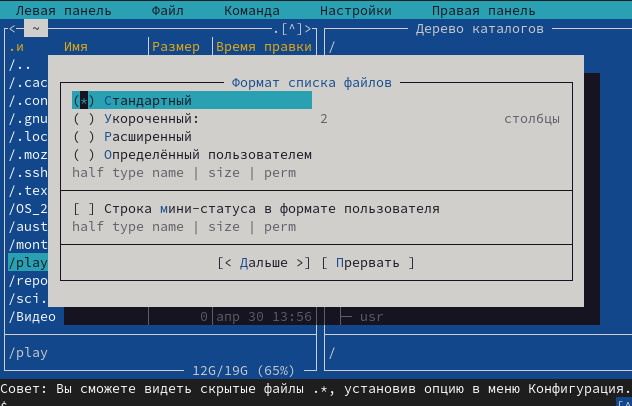 Левая панель Файл Команда Настройки Правая панель
<─ ~ .[^]> Дерево каталогов
.и Имя Размер Время правки /
/..
/.cac
/.con
/.gnu
/.loc
/.moz
/.ssh
/.tex
/OS_2
/aust
/mont
/play
/repo
/sci.
/Видео 0 апр 30 13:56 usr
Формат списка файлов
(*) Стандартный
( ) Укороченный: 2 столбцы
( ) Расширенный
( ) Определённый пользователем
half type name | size | perm
[ ] Строка мини-статуса в формате пользователя
half type name | size | perm
[< Дальше >] [ Прервать ]
/play /
12G/19G (65%)
Совет: Вы сможете видеть скрытые файлы .*, установив опцию в меню Конфигурация.